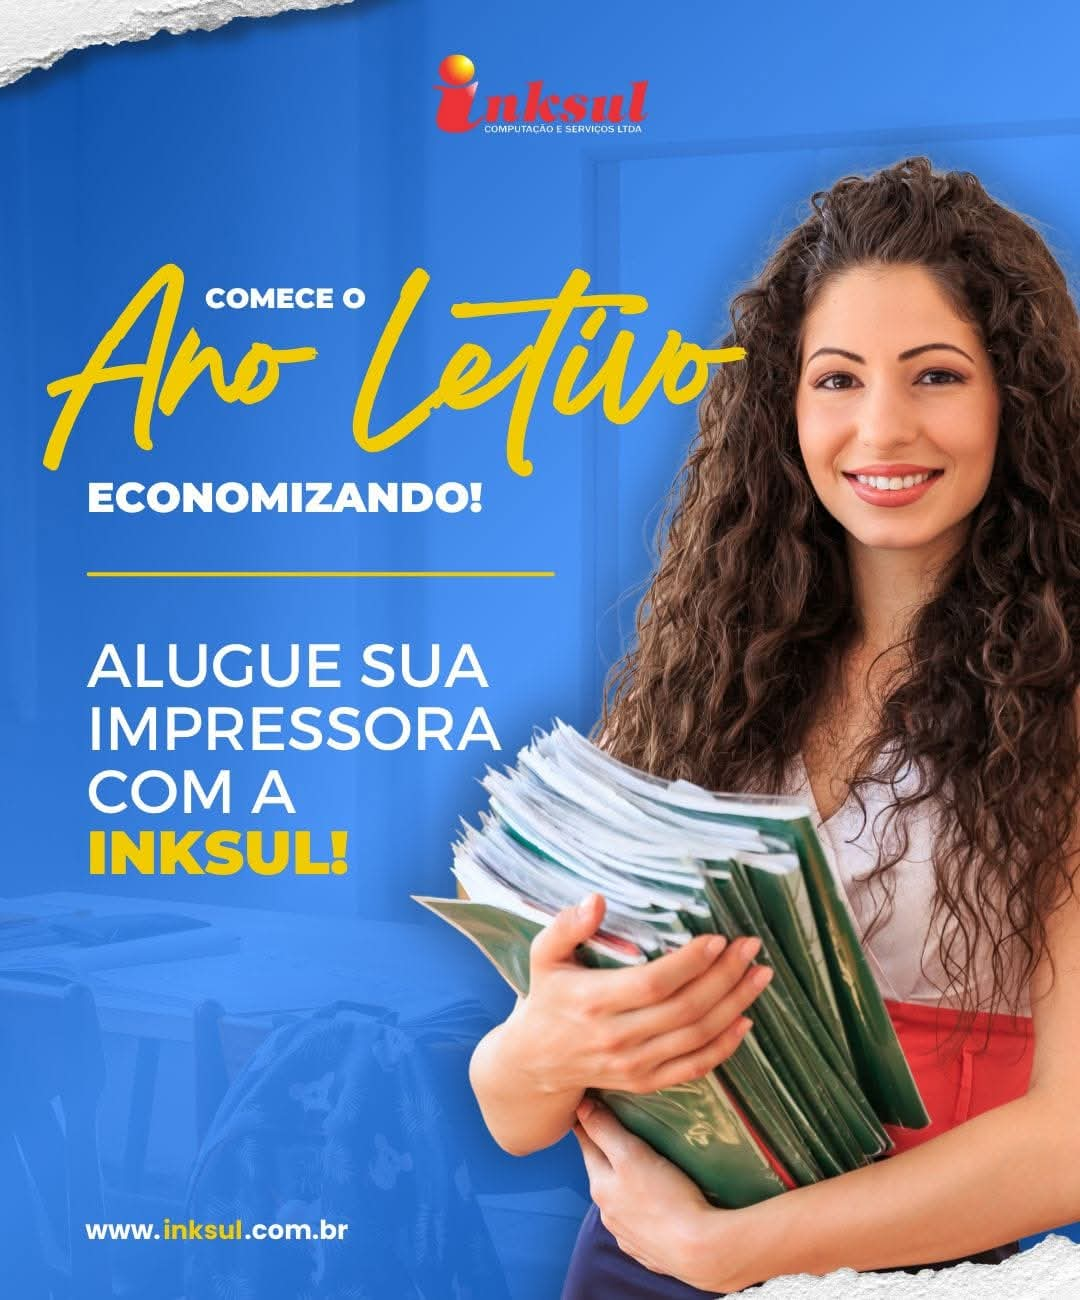 inksul
COMPUTAÇÃO E SERVIÇOS LTDA
COMECE O
Ano Letivo
ECONOMIZANDO!
ALUGUE SUA
IMPRESSORA
COM A
INKSUL!
www.inksul.com.br